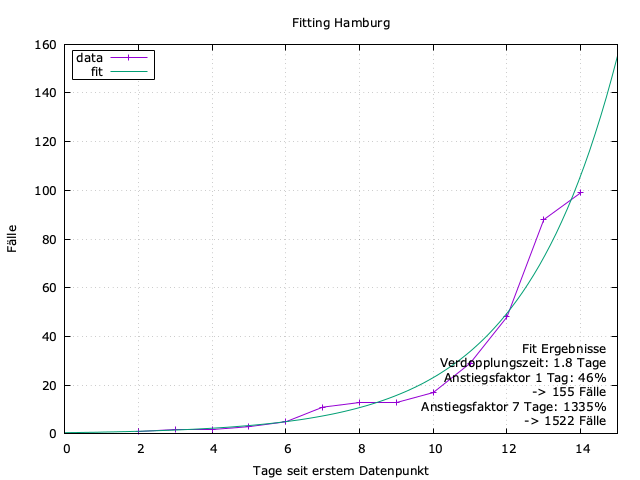 Fitting Hamburg
160
140
120
100
80
60
40
20
0
Fälle
data
fit
Fit Ergebnisse
Verdopplungszeit: 1.8 Tage
Anstiegsfaktor 1 Tag: 46%
-> 155 Fälle
Anstiegsfaktor 7 Tage: 1335%
-> 1522 Fälle
0 2 4 6 8 10 12 14
Tage seit erstem Datenpunkt